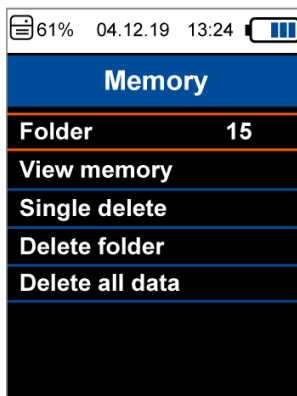 61% 04.12.19 13:24
Memory
Folder 15
View memory
Single delete
Delete folder
Delete all data